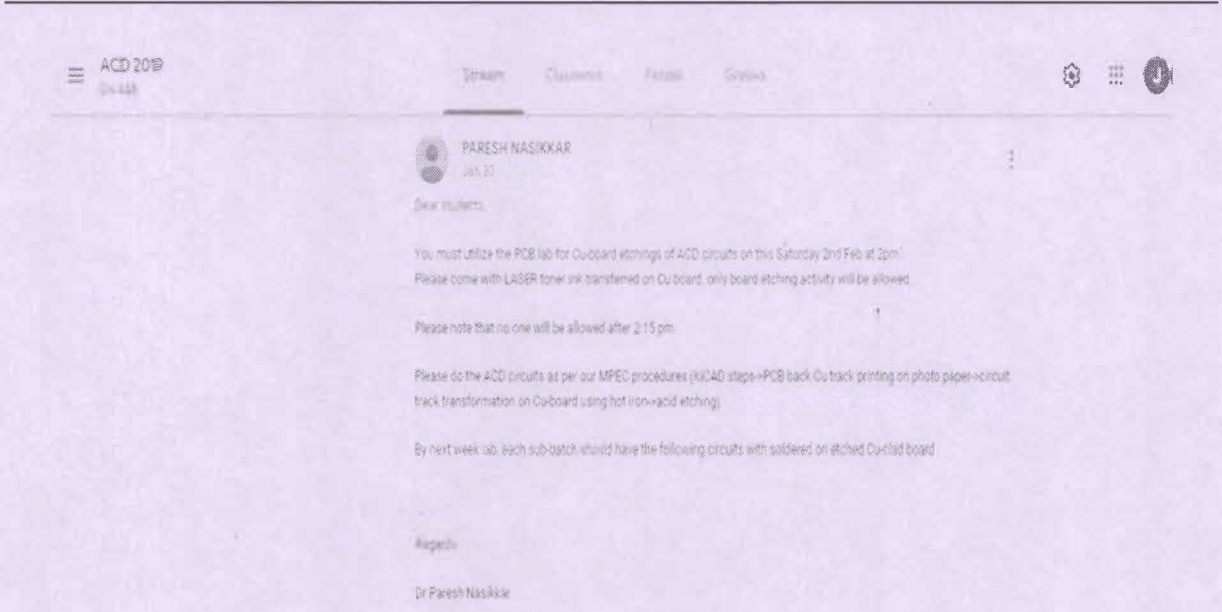 ACD 2019
Stream Classwork People Grades
J
PARESH NASIKKAR
Jan 30
Dear students,
You must utilize the PCB lab for Cu-board etchings of ACD circuits on this Saturday 2nd Feb at 2pm.
Please come with LASER toner ink transferred on Cu board, only board etching activity will be allowed.
Please note that no one will be allowed after 2:15 pm.
Please do the ACD circuits as per our MPEC procedures (KiCAD steps->PCB back Cu track printing on photo paper->circuit
track transformation on Cu-board using hot iron->acid etching).
By next week lab, each sub-batch should have the following circuits with soldered on etched Cu-clad board
Regards
Dr Paresh Nasikkar